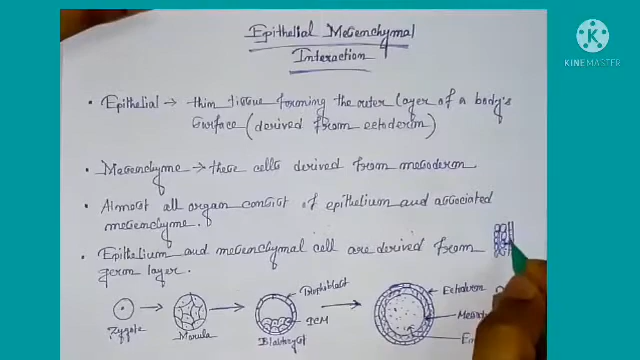 Epithelial Mesenchymal
Interaction
KINEMASTER
• Epithelial → thin tissue forming the outer layer of a body's
surface (derived from ectoderm)
• Mesenchyme → these cells derived from mesoderm
• Almost all organ consist of epithelium and associated
mesenchyme.
• Epithelium and mesenchymal cell are derived from
germ layer.
Zygote
Morula
Trophoblast
ICM
Blastocyst
Ectoderm